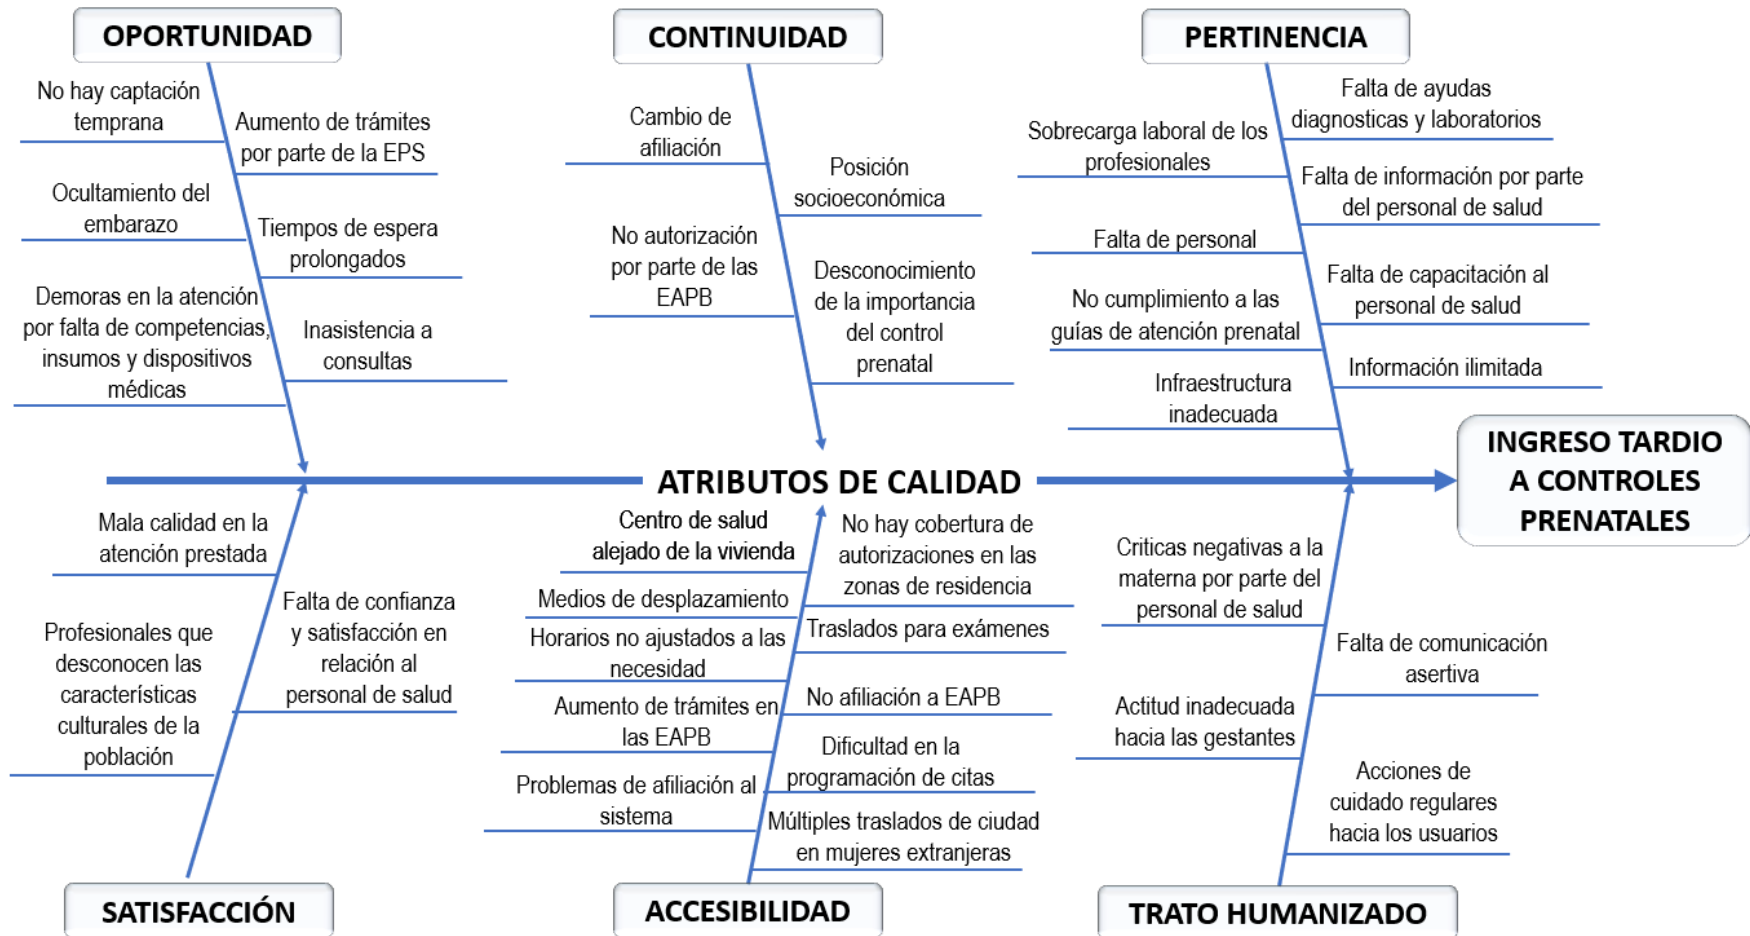 OPORTUNIDAD
No hay captación
temprana
Aumento de trámites
por parte de la EPS
Ocultamiento del
embarazo
Tiempos de espera
prolongados
Demoras en la atención
por falta de competencias,
insumos y dispositivos
médicas
Inasistencia a
consultas
CONTINUIDAD
Cambio de
afiliación
Posición
socioeconómica
No autorización
por parte de las
EAPB
Desconocimiento
de la importancia
del control
prenatal
PERTINENCIA
Falta de ayudas
diagnosticas y laboratorios
Sobrecarga laboral de los
profesionales
Falta de información por parte
del personal de salud
Falta de personal
Falta de capacitación al
personal de salud
No cumplimiento a las
guías de atención prenatal
Información ilimitada
Infraestructura
inadecuada
ATRIBUTOS DE CALIDAD
INGRESO TARDIO
A CONTROLES
PRENATALES
Mala calidad en la
atención prestada
Falta de confianza
y satisfacción en
relación al
personal de salud
Profesionales que
desconocen las
características
culturales de la
población
SATISFACCIÓN
Centro de salud
alejado de la vivienda
No hay cobertura de
autorizaciones en las
zonas de residencia
Medios de desplazamiento
Traslados para exámenes
Horarios no ajustados a las
necesidad
No afiliación a EAPB
Aumento de trámites en
las EAPB
Dificultad en la
programación de citas
Problemas de afiliación al
sistema
Múltiples traslados de ciudad
en mujeres extranjeras
ACCESIBILIDAD
Criticas negativas a la
materna por parte del
personal de salud
Falta de comunicación
asertiva
Actitud inadecuada
hacia las gestantes
Acciones de
cuidado regulares
hacia los usuarios
TRATO HUMANIZADO